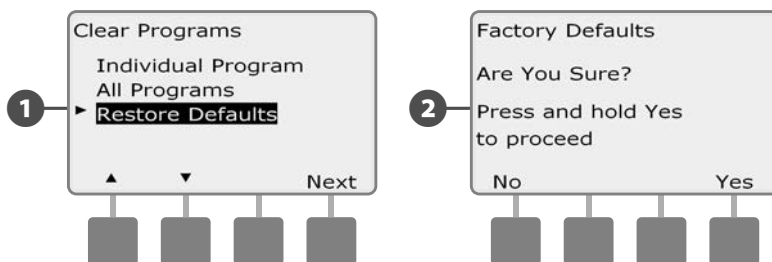 1
Clear Programs
Individual Program
All Programs
Restore Defaults
Next
2
Factory Defaults
Are You Sure?
Press and hold Yes
to proceed
No Yes